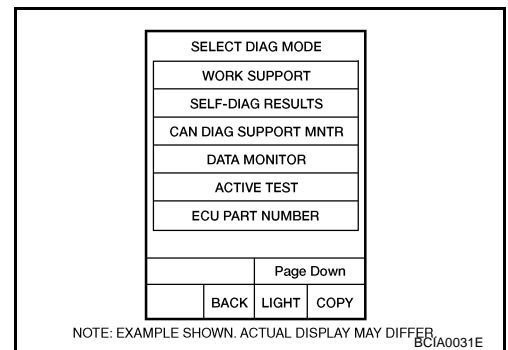 SELECT DIAG MODE
WORK SUPPORT
SELF-DIAG RESULTS
CAN DIAG SUPPORT MNTR
DATA MONITOR
ACTIVE TEST
ECU PART NUMBER
Page Down
BACK LIGHT COPY
NOTE: EXAMPLE SHOWN. ACTUAL DISPLAY MAY DIFFER.
BCIA0031E